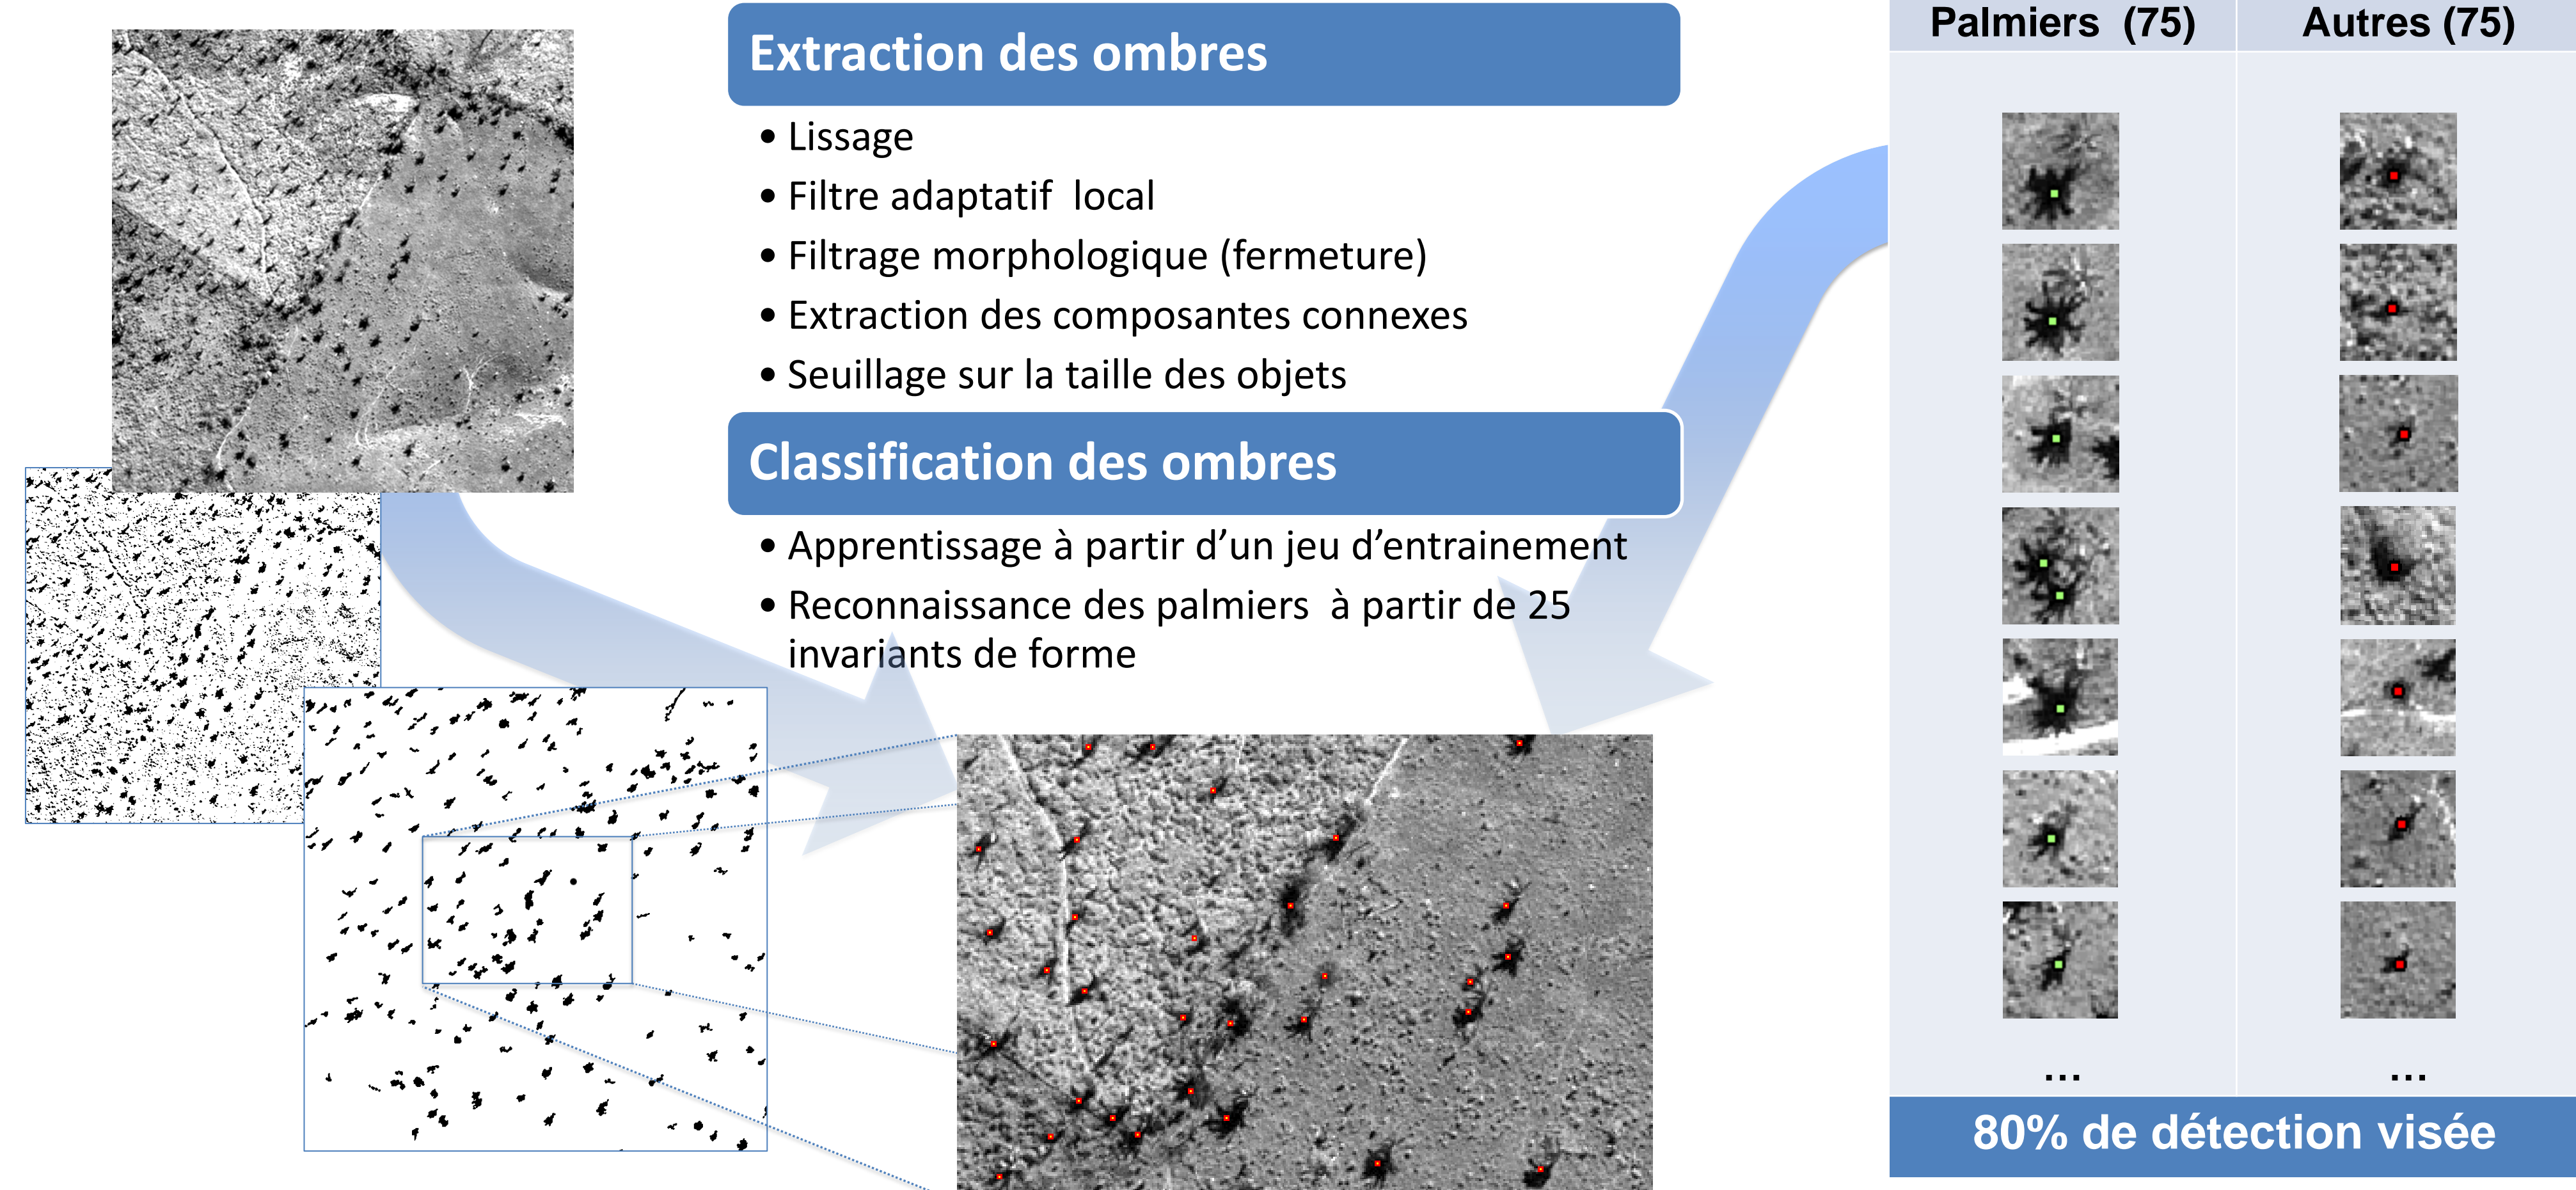 Extraction des ombres
• Lissage
• Filtre adaptatif local
• Filtrage morphologique (fermeture)
• Extraction des composantes connexes
• Seuillage sur la taille des objets
Classification des ombres
• Apprentissage à partir d’un jeu d’entrainement
• Reconnaissance des palmiers à partir de 25
invariants de forme
Palmiers (75)
Autres (75)
...
...
80% de détection visée